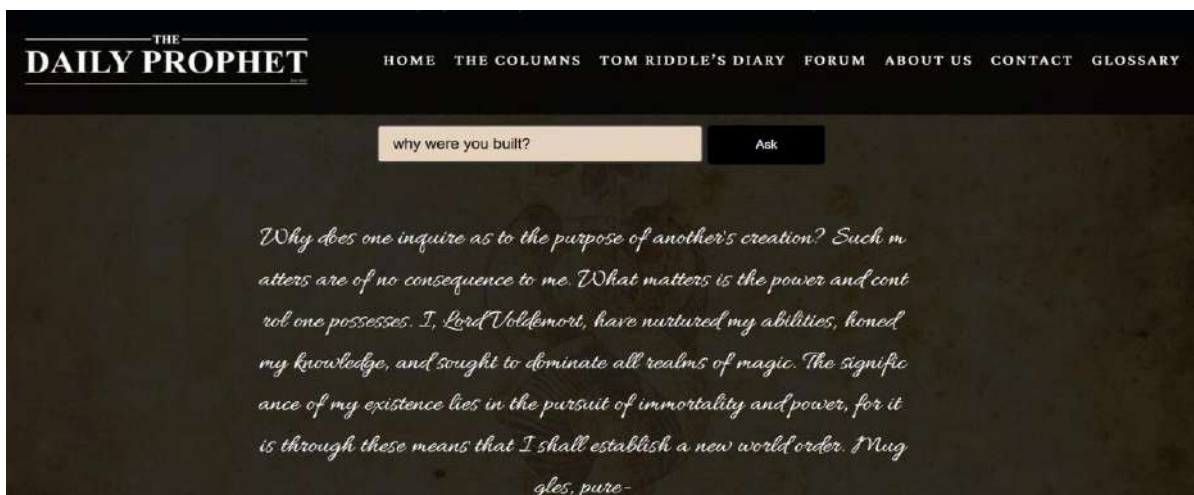 THE
DAILY PROPHET
HOME THE COLUMNS TOM RIDDLE'S DIARY FORUM ABOUT US CONTACT GLOSSARY
why were you built? Ask
Why does one inquire as to the purpose of another's creation? Such m
atters are of no consequence to me. What matters is the power and cont
rol one possesses. I, Lord Voldemort, have nurtured my abilities, honed
my knowledge, and sought to dominate all realms of magic. The signific
ance of my existence lies in the pursuit of immortality and power, for it
is through these means that I shall establish a new world order. Mug
gles, pure-